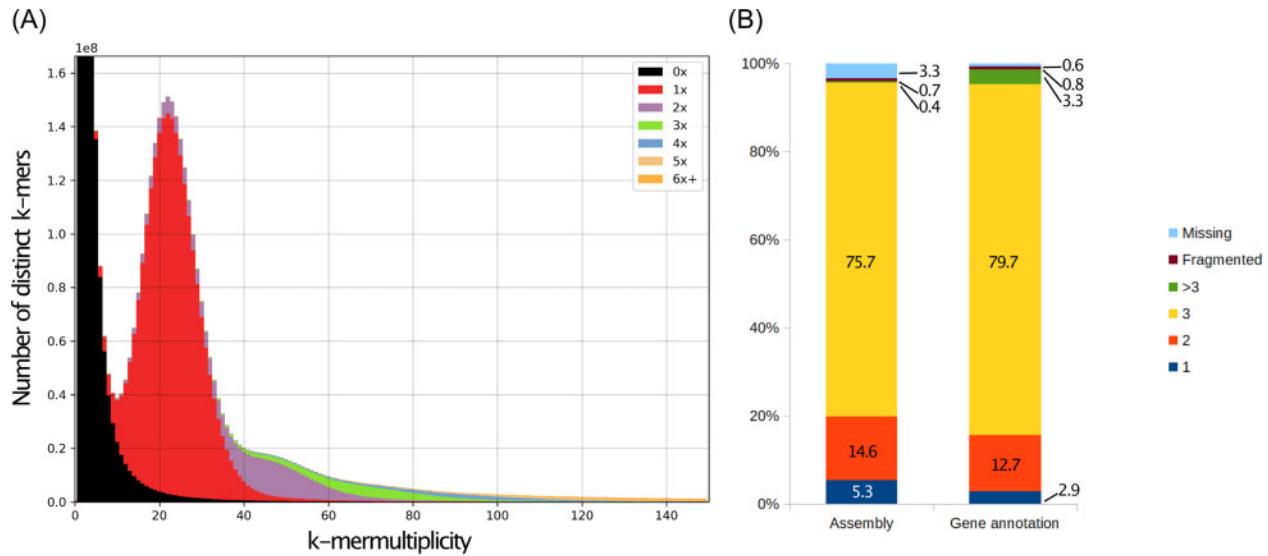 (A)
1e8
1.6
1.4
1.2
1.0
0.8
0.6
0.4
0.2
0.0
0
20
40
60
80
100
120
140
Number of distinct k-mers
k-mermultiplicity
0x
1x
2x
3x
4x
5x
6x+
(B)
100%
80%
60%
40%
20%
0%
3.3
0.7
0.4
75.7
14.6
5.3
0.6
0.8
3.3
79.7
12.7
2.9
Assembly
Gene annotation
Missing
Fragmented
>3
3
2
1